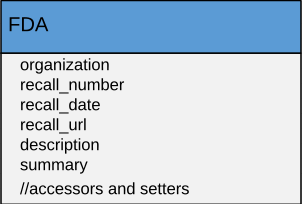 FDA
organization
recall_number
recall_date
recall_url
description
summary
//accessors and setters